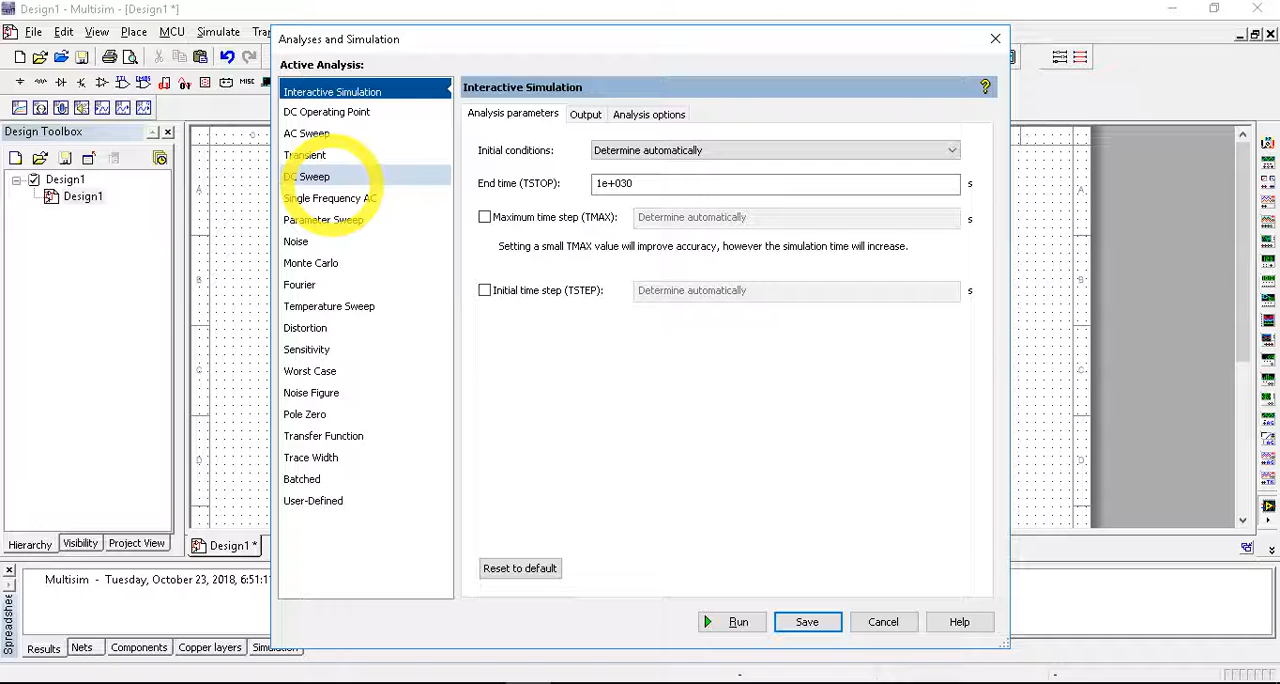 Design1 - Multisim - [Design1 *]
File Edit View Place MCU Simulate
Analyses and Simulation
Active Analysis:
Interactive Simulation
DC Operating Point
AC Sweep
Transient
DC Sweep
Single Frequency AC
Parameter Sweep
Noise
Monte Carlo
Fourier
Temperature Sweep
Distortion
Sensitivity
Worst Case
Noise Figure
Pole Zero
Transfer Function
Trace Width
Batched
User-Defined
Interactive Simulation
Analysis parameters Output Analysis options
Initial conditions: Determine automatically
End time (TSTOP): 1e+030 s
Maximum time step (TMAX): Determine automatically s
Setting a small TMAX value will improve accuracy, however the simulation time will increase.
Initial time step (TSTEP): Determine automatically s
Reset to default
Run Save Cancel Help
MISC
Design Toolbox
Design1
Design1
Hierarchy Visibility Project View
Design1 *
A
B
C
D
Multisim - Tuesday, October 23, 2018, 6:51:1
Spreadsheet
Results Nets Components Copper layers